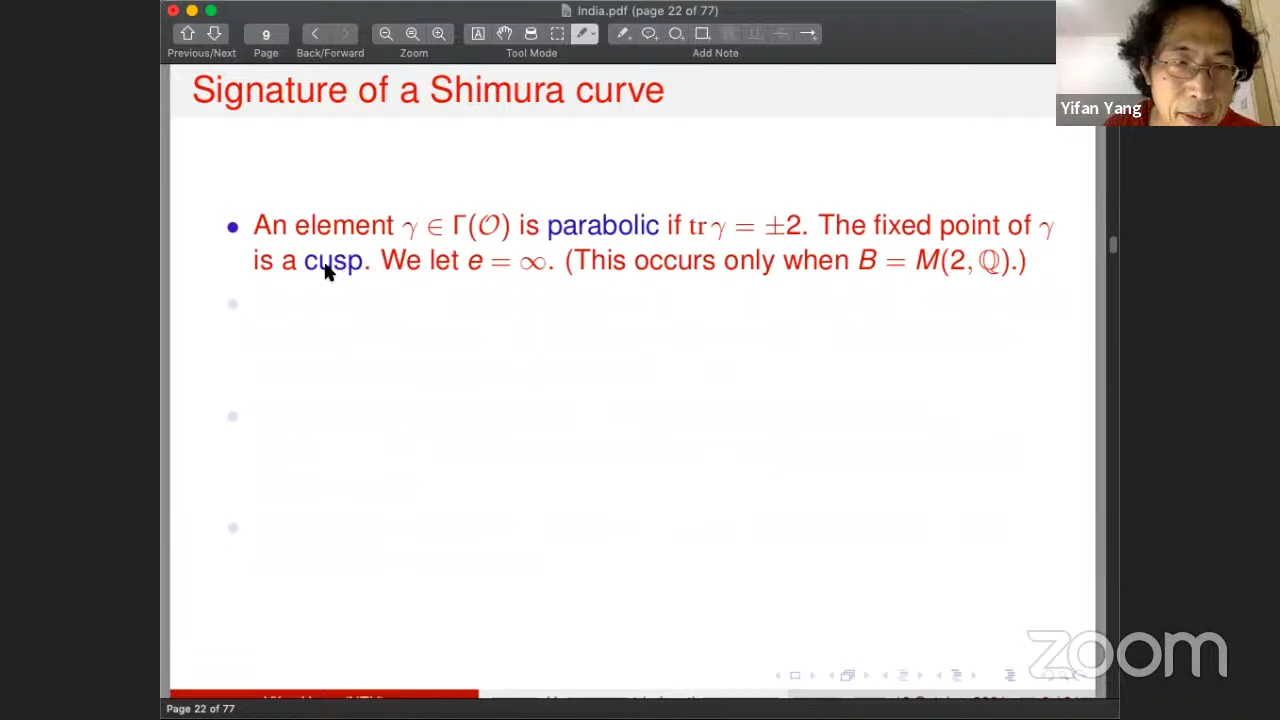 India.pdf (page 22 of 77)
9
Previous/Next Page Back/Forward Zoom Tool Mode Add Note
Yifan Yang
Signature of a Shimura curve
• An element γ ∈ Γ(𝒪) is parabolic if tr γ = ±2. The fixed point of γ
is a cusp. We let e = ∞. (This occurs only when B = M(2, ℚ).)
zoom
Page 22 of 77